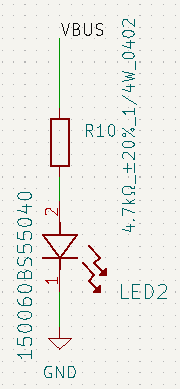 VBUS
R10
4.7kΩ_±20%_1/4W_0402
2
150060BS55040
1
LED2
GND